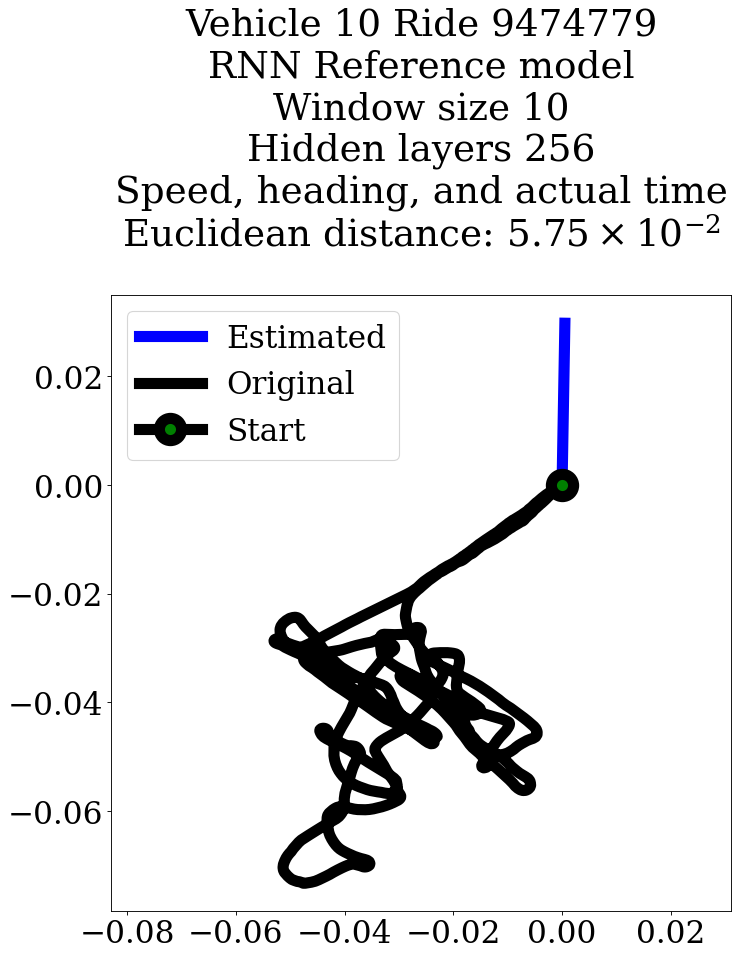 Vehicle 10 Ride 9474779
RNN Reference model
Window size 10
Hidden layers 256
Speed, heading, and actual time
Euclidean distance: 5.75 × 10⁻²
Estimated
Original
Start
0.02
0.00
−0.02
−0.04
−0.06
−0.08 −0.06 −0.04 −0.02 0.00 0.02